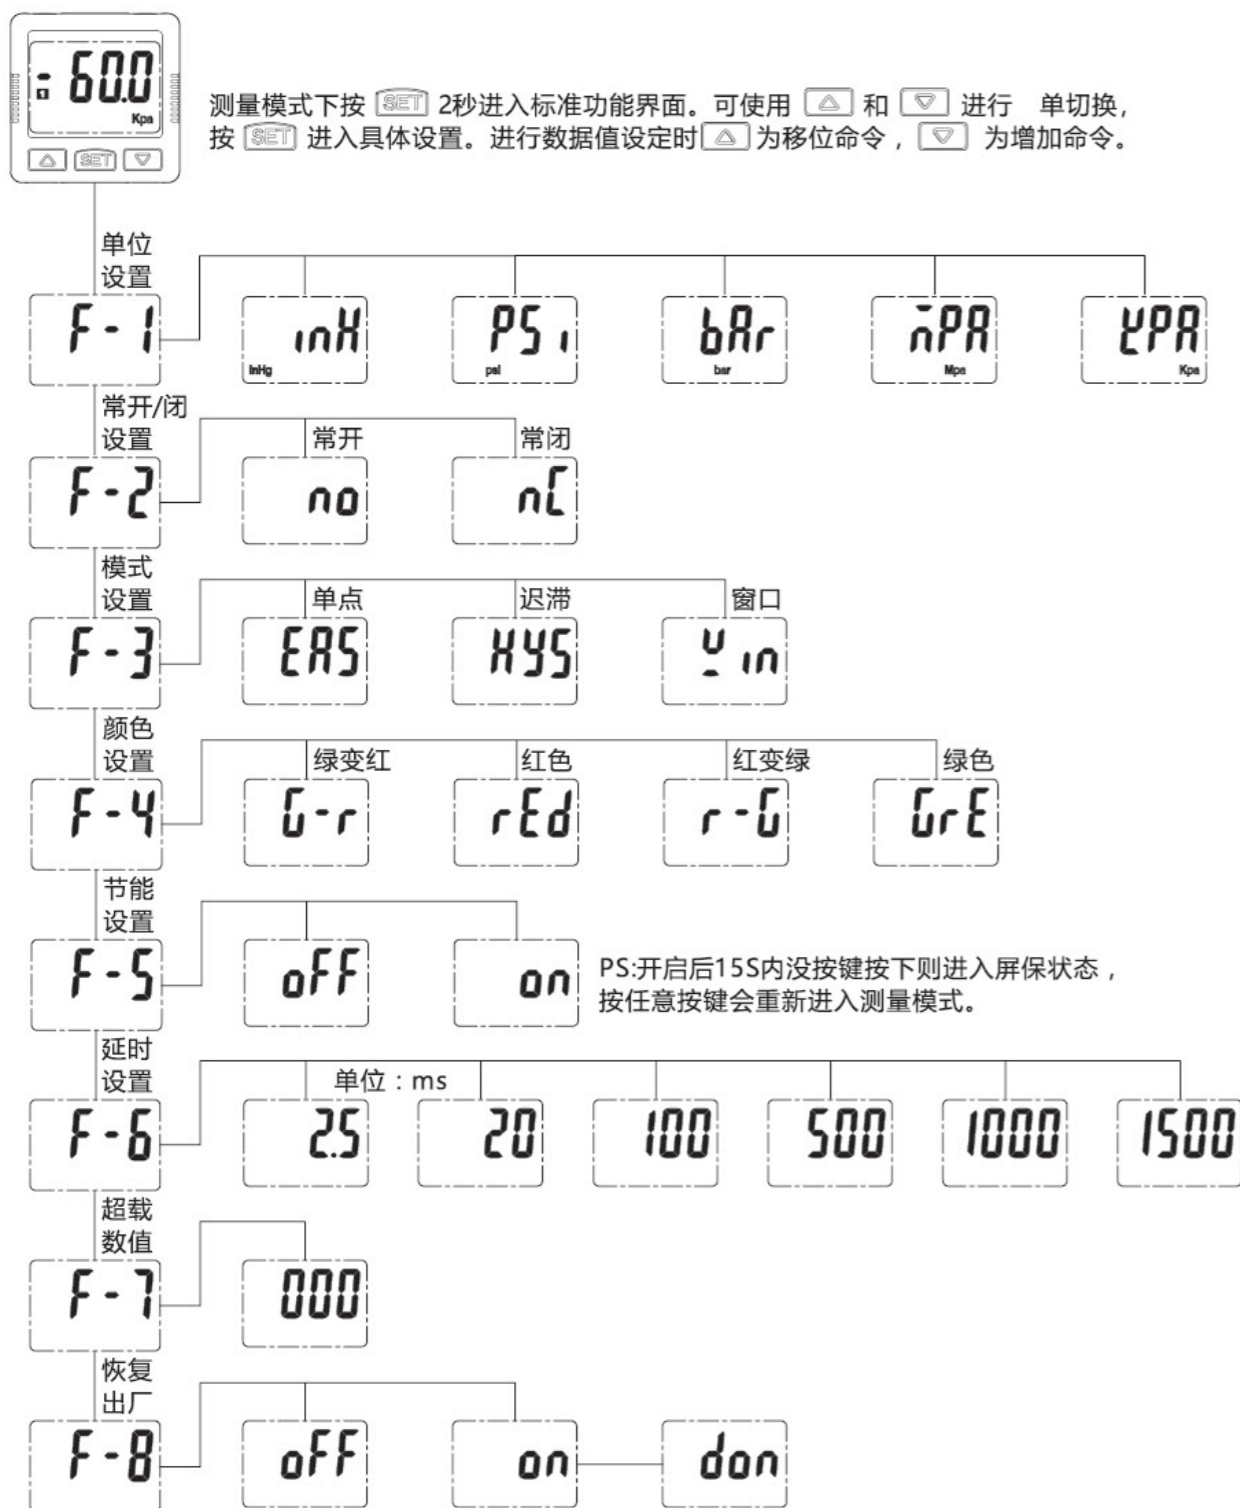 -60.0
1
Kpa
SET
测量模式下按 SET 2秒进入标准功能界面。可使用 △ 和 ▽ 进行 单切换,
按 SET 进入具体设置。进行数据值设定时 △ 为移位命令， ▽ 为增加命令。
单位
设置
F-1
inH
InHg
PSi
psi
bAr
bar
MPA
Mpa
KPA
Kpa
常开/闭
设置
F-2
常开
no
常闭
nC
模式
设置
F-3
单点
EAS
迟滞
HYS
窗口
Win
颜色
设置
F-4
绿变红
G-r
红色
rEd
红变绿
r-G
绿色
GrE
节能
设置
F-5
oFF
on
PS:开启后15S内没按键按下则进入屏保状态，
按任意按键会重新进入测量模式。
延时
设置
F-6
单位：ms
2.5
20
100
500
1000
1500
超载
数值
F-7
000
恢复
出厂
F-8
oFF
on
don